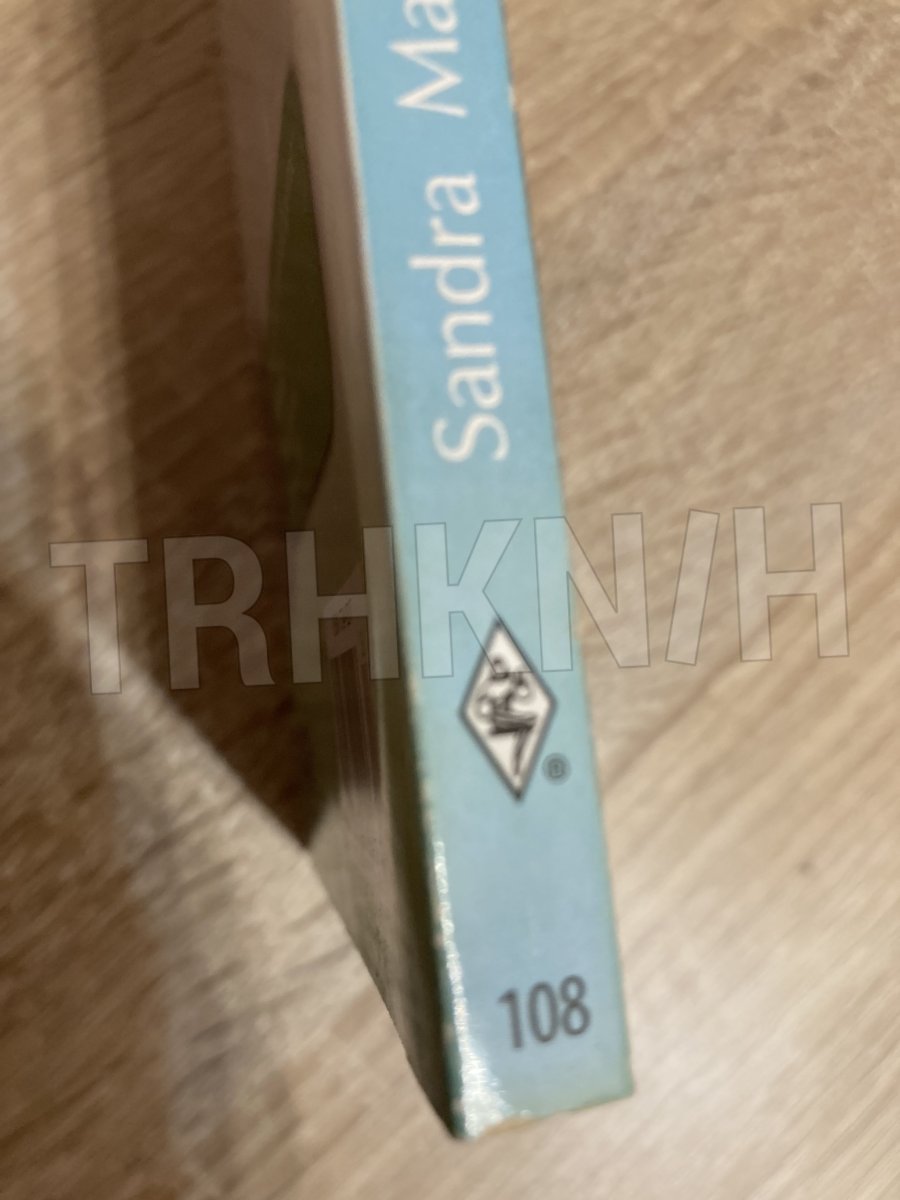 Sandra Ma
TRHKN/H
®
108